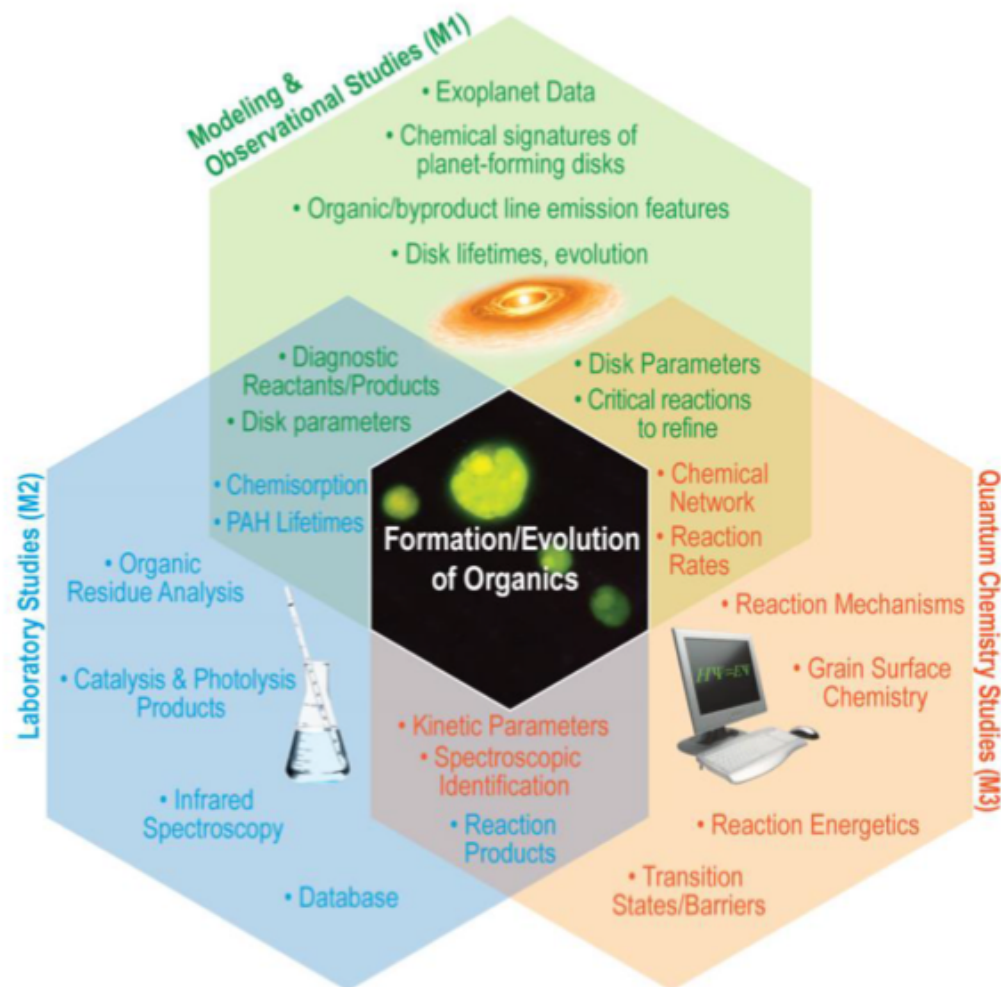 Modeling &
Observational Studies (M1)
• Exoplanet Data
• Chemical signatures of
planet-forming disks
• Organic/byproduct line emission features
• Disk lifetimes, evolution
• Diagnostic
Reactants/Products
• Disk parameters
• Disk Parameters
• Critical reactions
to refine
• Chemisorption
• PAH Lifetimes
• Chemical
Network
• Reaction
Rates
Formation/Evolution
of Organics
Laboratory Studies (M2)
• Organic
Residue Analysis
• Catalysis & Photolysis
Products
• Infrared
Spectroscopy
• Database
• Kinetic Parameters
• Spectroscopic
Identification
• Reaction
Products
Quantum Chemistry Studies (M3)
• Reaction Mechanisms
• Grain Surface
Chemistry
HΨ=EΨ
• Reaction Energetics
• Transition
States/Barriers